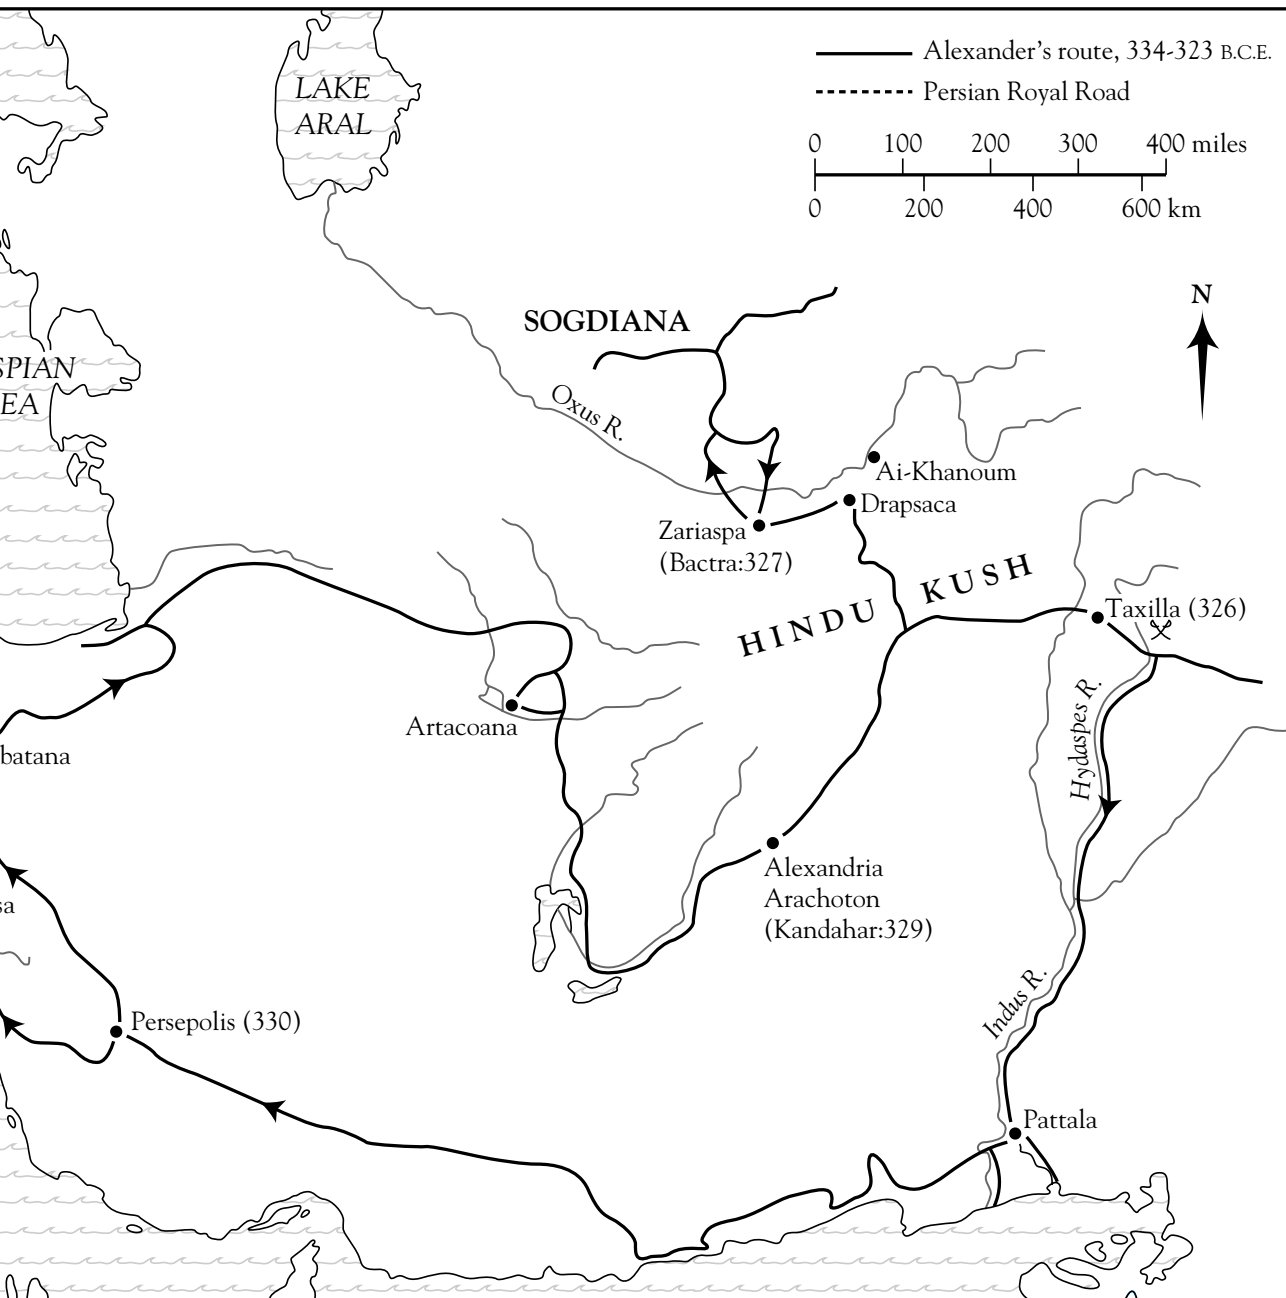 Alexander's route, 334-323 B.C.E.
Persian Royal Road
0 100 200 300 400 miles
0 200 400 600 km
LAKE
ARAL
N
SOGDIANA
SPIAN
EA
Oxus R.
Ai-Khanoum
Drapsaca
Zariaspa
(Bactra:327)
HINDU KUSH
Taxilla (326)
Artacoana
Hydaspes R.
batana
Alexandria
Arachoton
(Kandahar:329)
sa
Indus R.
Persepolis (330)
Pattala